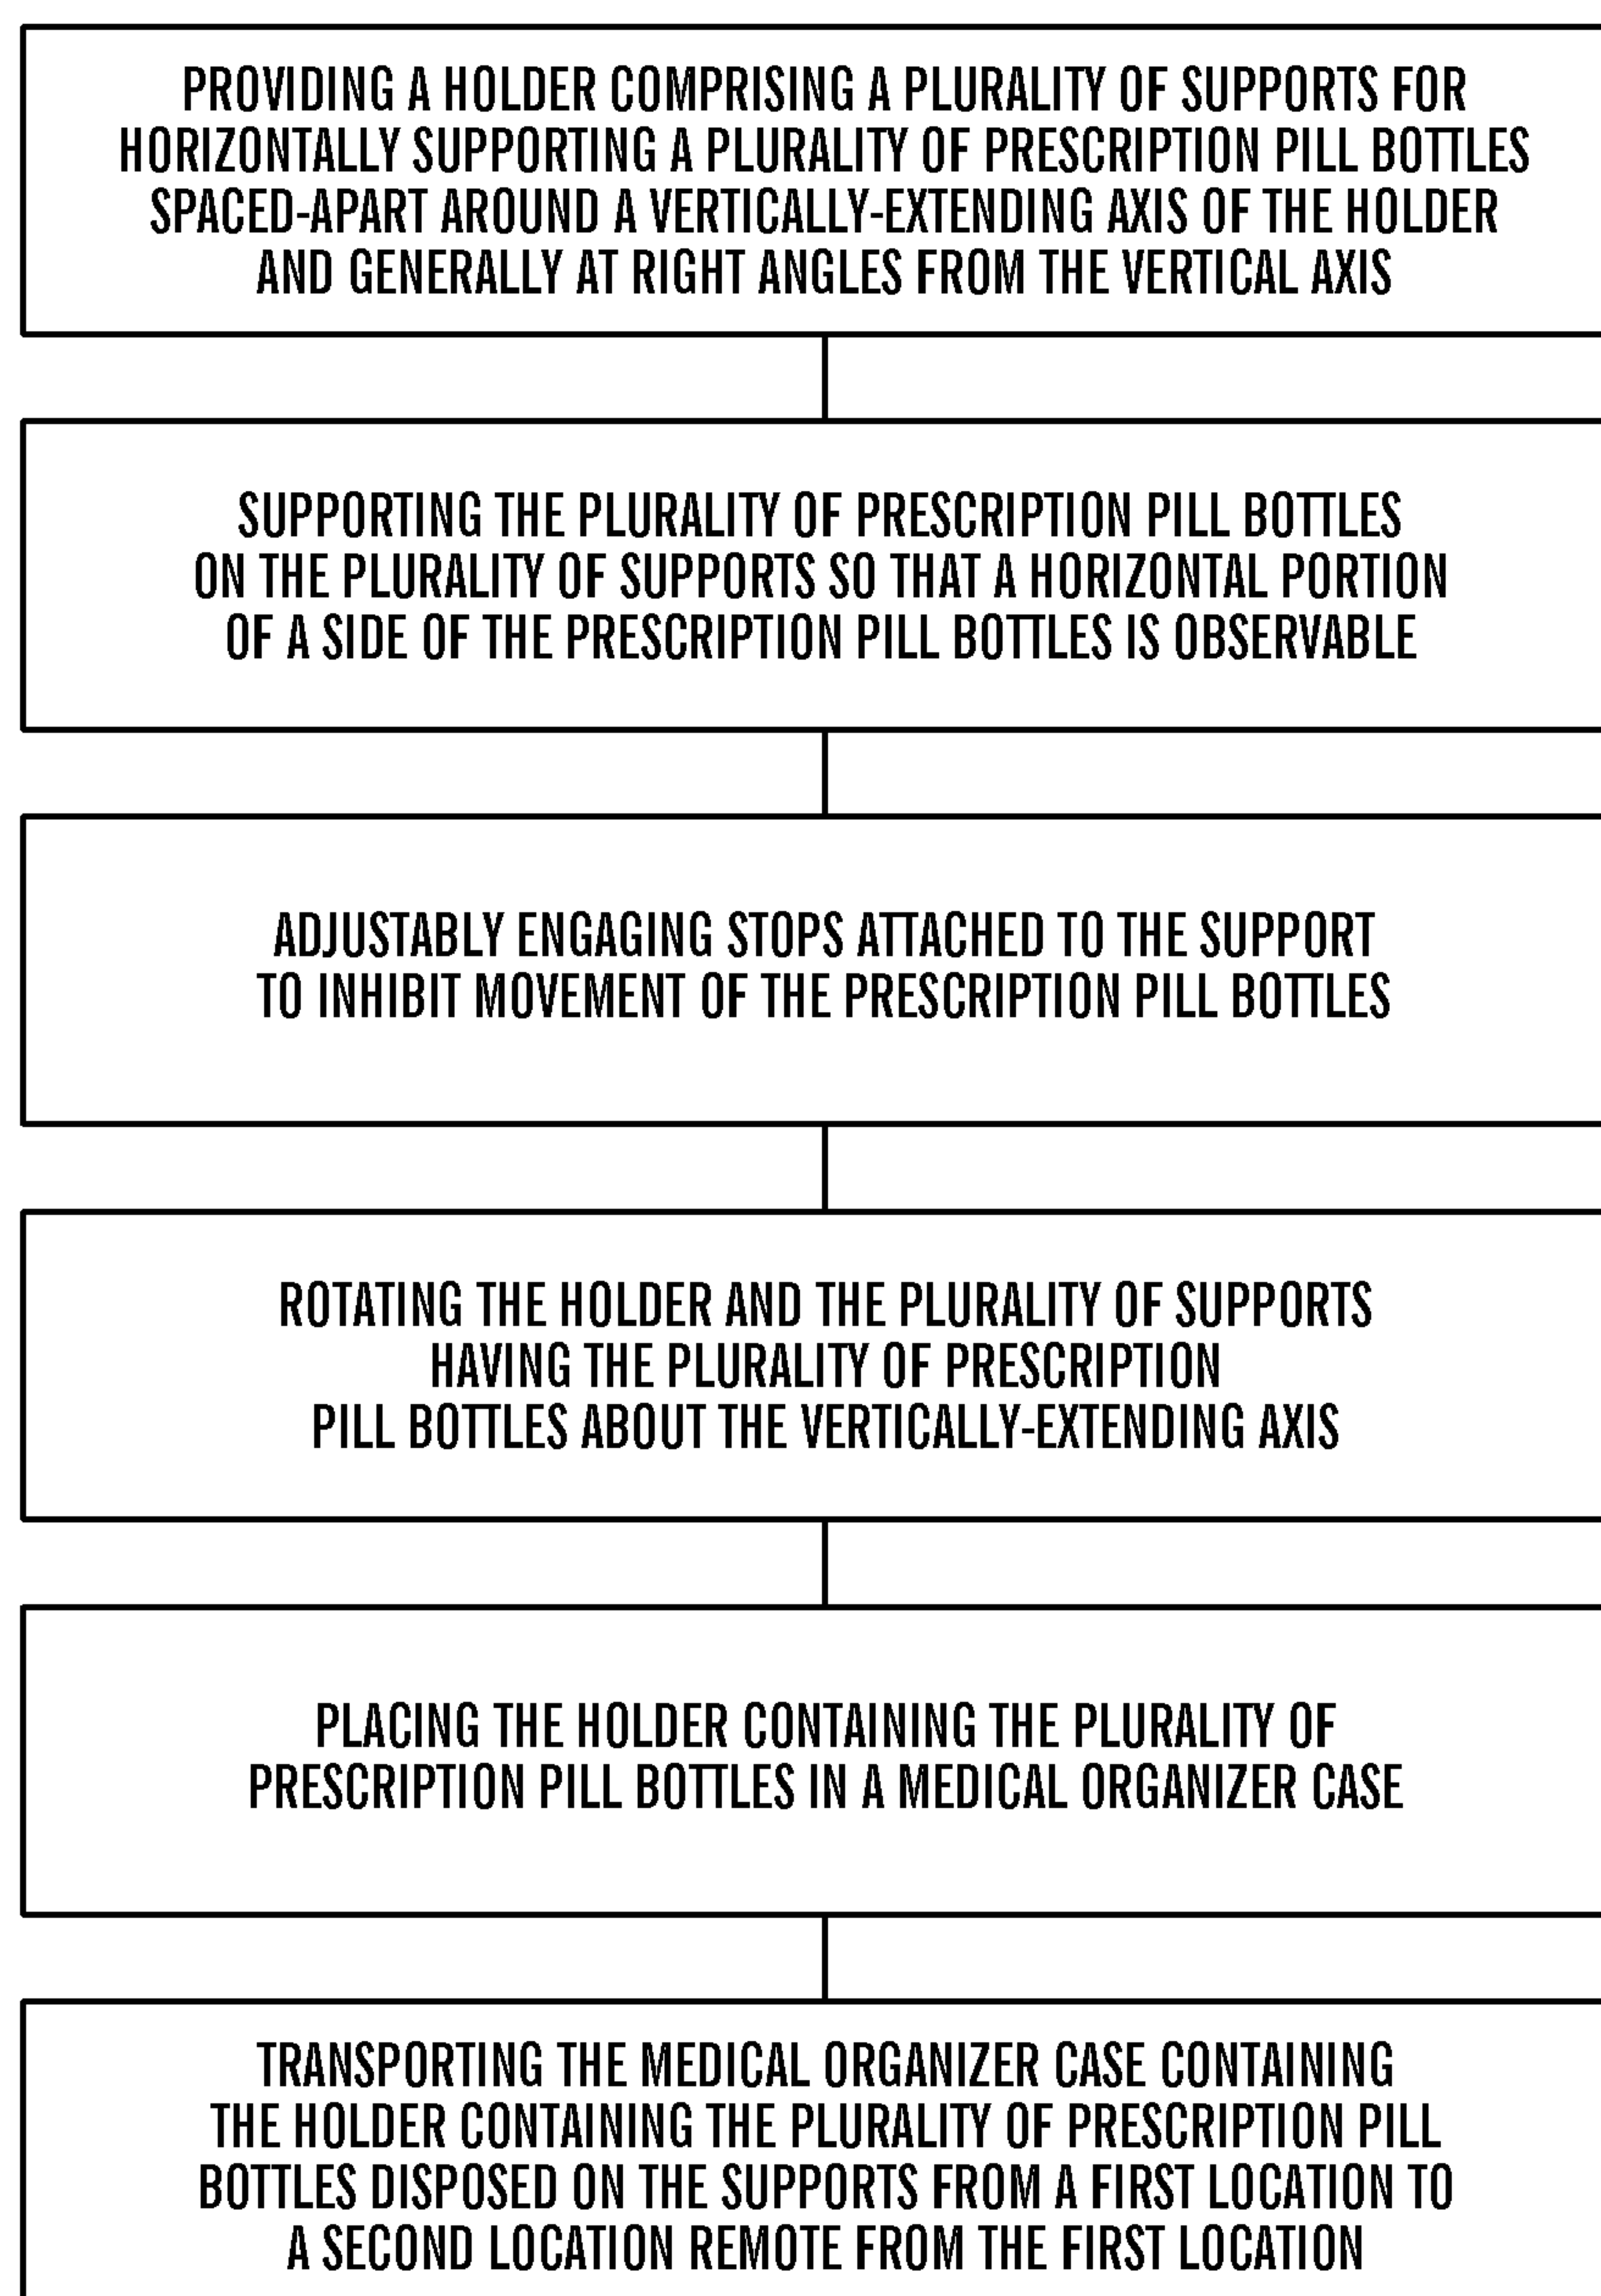 PROVIDING A HOLDER COMPRISING A PLURALITY OF SUPPORTS FOR
HORIZONTALLY SUPPORTING A PLURALITY OF PRESCRIPTION PILL BOTTLES
SPACED-APART AROUND A VERTICALLY-EXTENDING AXIS OF THE HOLDER
AND GENERALLY AT RIGHT ANGLES FROM THE VERTICAL AXIS
SUPPORTING THE PLURALITY OF PRESCRIPTION PILL BOTTLES
ON THE PLURALITY OF SUPPORTS SO THAT A HORIZONTAL PORTION
OF A SIDE OF THE PRESCRIPTION PILL BOTTLES IS OBSERVABLE
ADJUSTABLY ENGAGING STOPS ATTACHED TO THE SUPPORT
TO INHIBIT MOVEMENT OF THE PRESCRIPTION PILL BOTTLES
ROTATING THE HOLDER AND THE PLURALITY OF SUPPORTS
HAVING THE PLURALITY OF PRESCRIPTION
PILL BOTTLES ABOUT THE VERTICALLY-EXTENDING AXIS
PLACING THE HOLDER CONTAINING THE PLURALITY OF
PRESCRIPTION PILL BOTTLES IN A MEDICAL ORGANIZER CASE
TRANSPORTING THE MEDICAL ORGANIZER CASE CONTAINING
THE HOLDER CONTAINING THE PLURALITY OF PRESCRIPTION PILL
BOTTLES DISPOSED ON THE SUPPORTS FROM A FIRST LOCATION TO
A SECOND LOCATION REMOTE FROM THE FIRST LOCATION